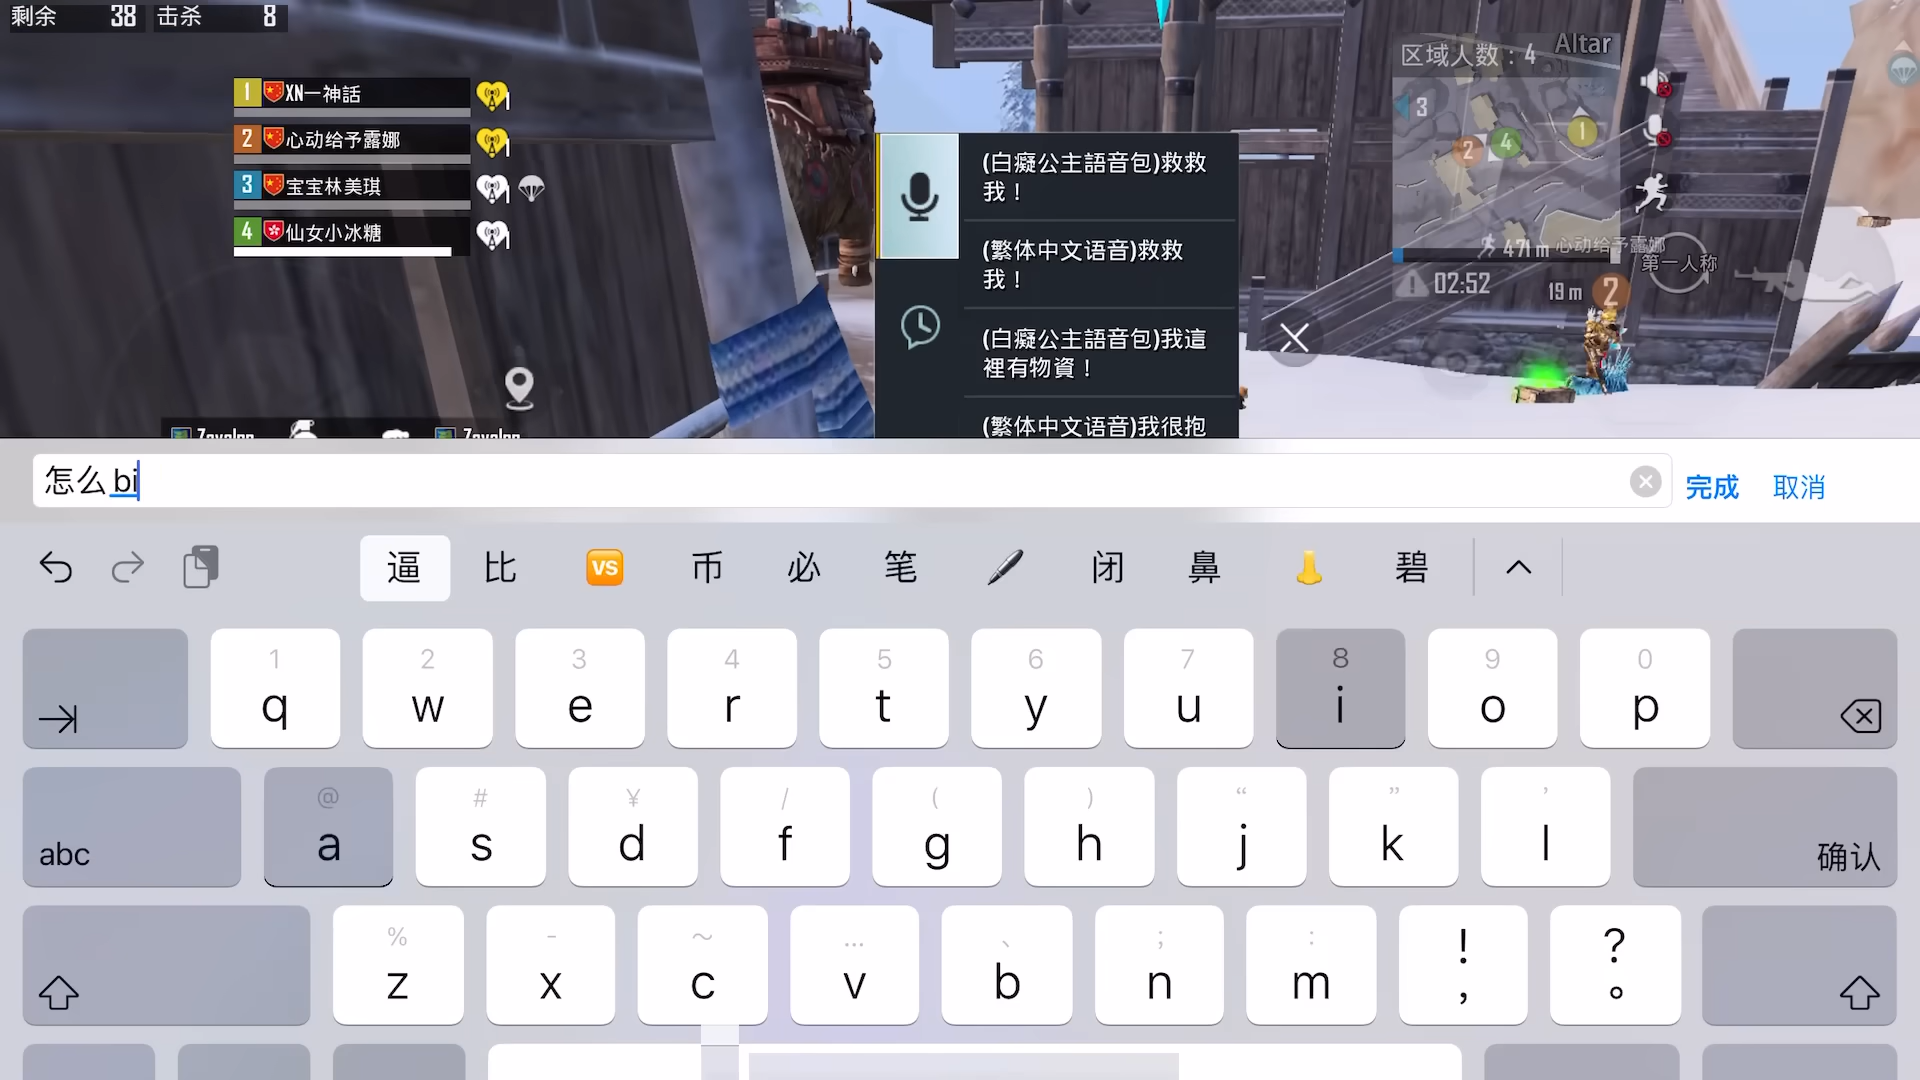 剩余 38 击杀 8
1 XN一神話
2 心动给予露娜
3 宝宝林美琪
4 仙女小冰糖
(白癡公主語音包)救救
我！
(繁体中文语音)救救
我！
(白癡公主語音包)我這
裡有物資！
(繁体中文语音)我很抱
区域人数：4 Altar
3
2 4 1
471 m 心动给予露娜
第一人称
02:52
19 m 2
怎么 bi
完成 取消
逼 比 VS 币 必 笔 闭 鼻 碧
1 2 3 4 5 6 7 8 9 0
q w e r t y u i o p
@ # ¥ / ( ) “ ” ’
abc a s d f g h j k l 确认
% - ～ … 、 ; : ! ?
z x c v b n m , 。